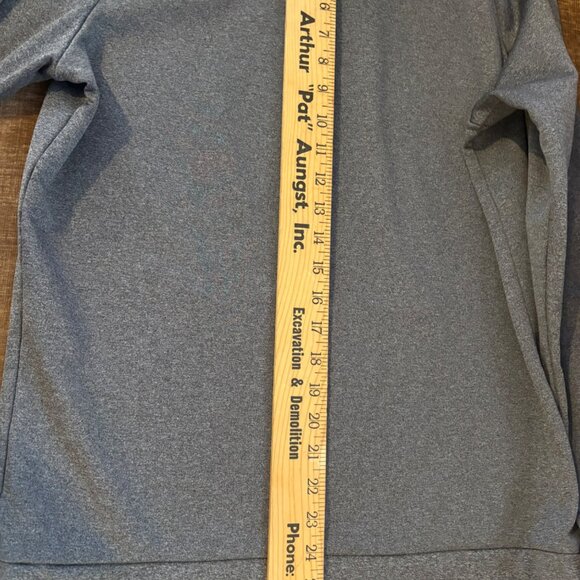 Arthur "Pat" Aungst, Inc. Excavation & Demolition Phone:
6 7 8 9 10 11 12 13 14 15 16 17 18 19 20 21 22 23 24